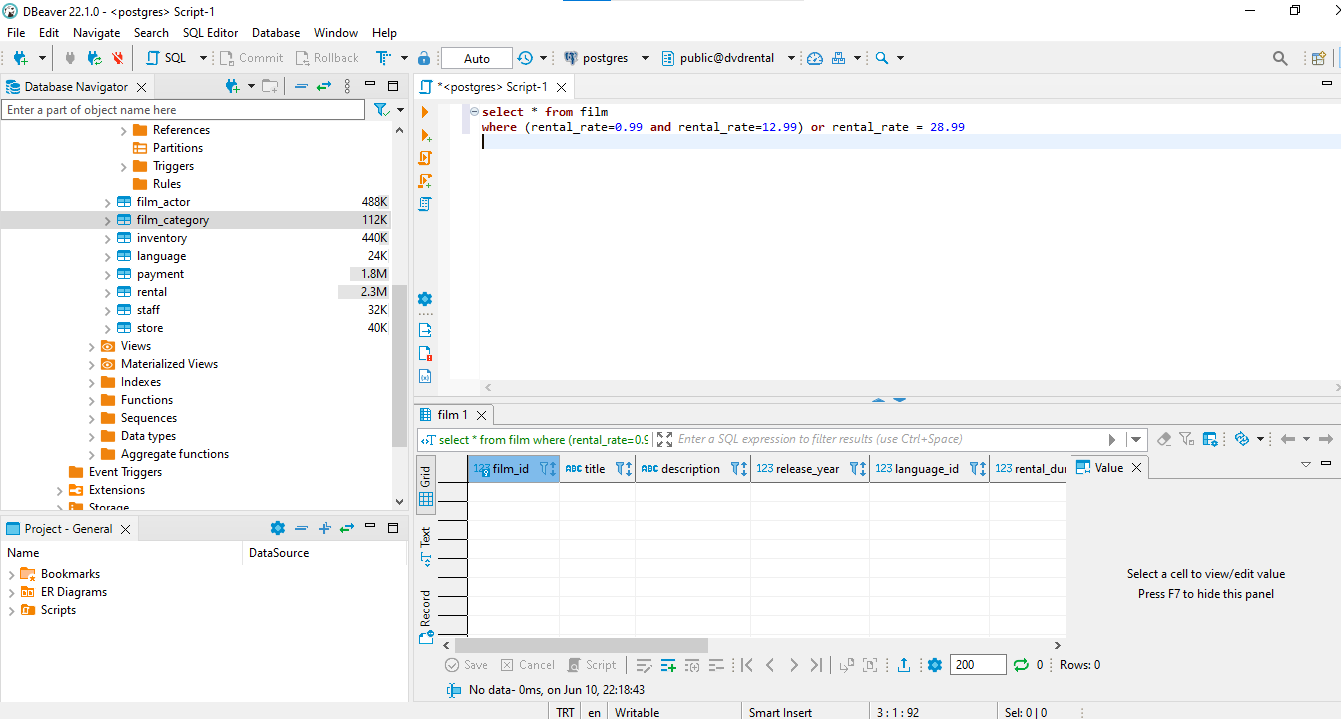 DBeaver 22.1.0 - <postgres> Script-1
File Edit Navigate Search SQL Editor Database Window Help
SQL Commit Rollback Auto postgres public@dvdrental
Database Navigator
*<postgres> Script-1
Enter a part of object name here
References
Partitions
Triggers
Rules
film_actor 488K
film_category 112K
inventory 440K
language 24K
payment 1.8M
rental 2.3M
staff 32K
store 40K
Views
Materialized Views
Indexes
Functions
Sequences
Data types
Aggregate functions
Event Triggers
Extensions
Storage
select * from film
where (rental_rate=0.99 and rental_rate=12.99) or rental_rate = 28.99
Project - General
Name DataSource
Bookmarks
ER Diagrams
Scripts
film 1
select * from film where (rental_rate=0.9
Enter a SQL expression to filter results (use Ctrl+Space)
Grid
Text
Record
123 film_id ABC title ABC description 123 release_year 123 language_id 123 rental_dur
Value
Select a cell to view/edit value
Press F7 to hide this panel
Save Cancel Script 200 0 Rows: 0
No data- 0ms, on Jun 10, 22:18:43
TRT en Writable Smart Insert 3 : 1 : 92 Sel: 0 | 0